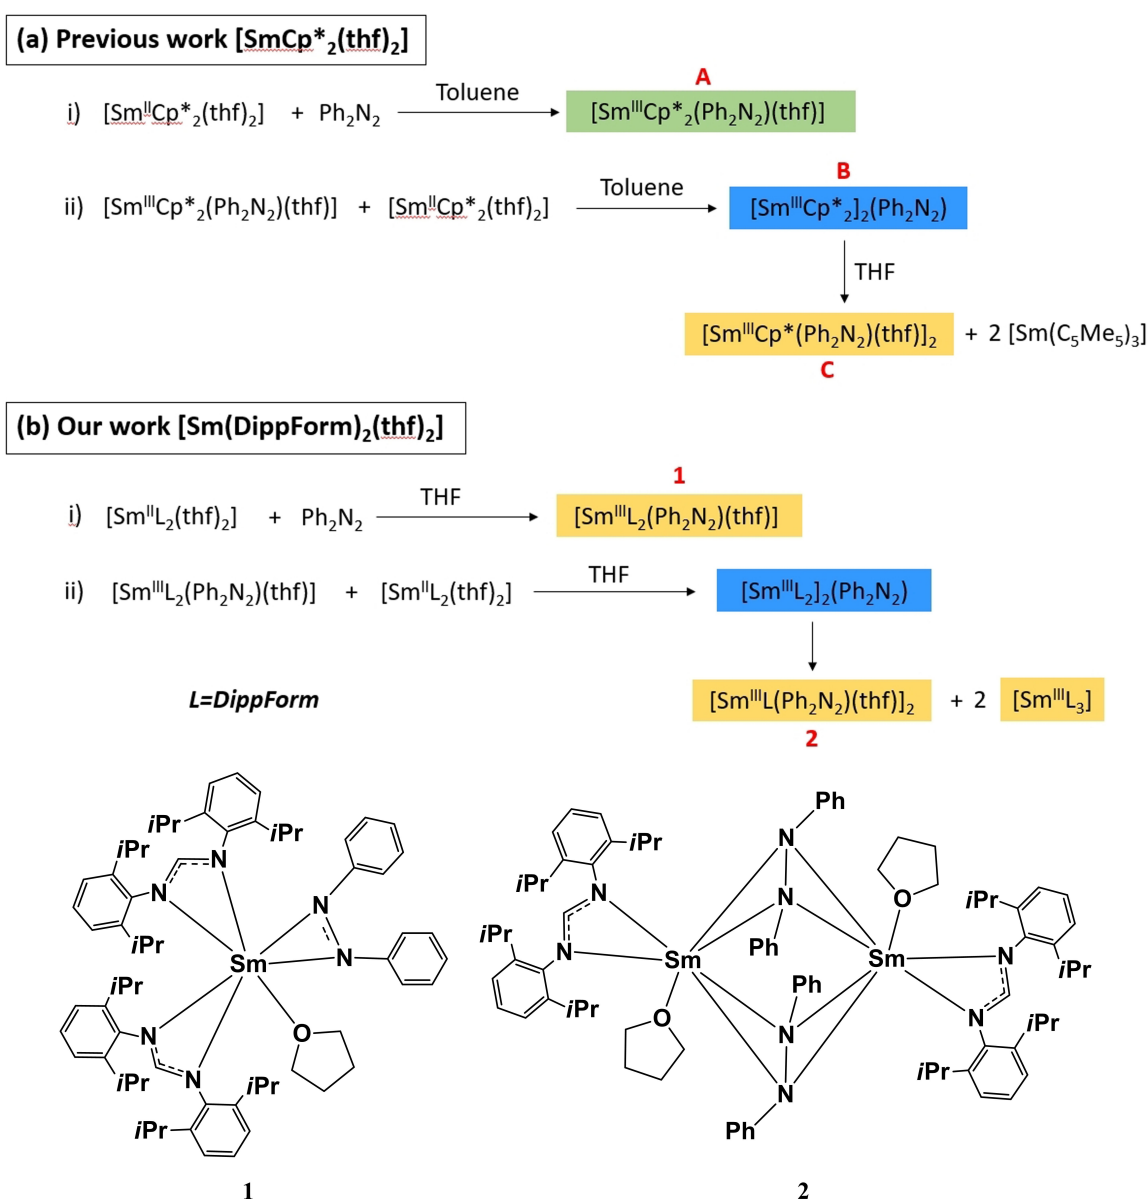 (a) Previous work [SmCp*₂(thf)₂]
A
i) [SmᴵᴵCp*₂(thf)₂] + Ph₂N₂ Toluene [SmᴵᴵᴵCp*₂(Ph₂N₂)(thf)]
B
ii) [SmᴵᴵᴵCp*₂(Ph₂N₂)(thf)] + [SmᴵᴵCp*₂(thf)₂] Toluene [SmᴵᴵᴵCp*₂]₂(Ph₂N₂)
THF
[SmᴵᴵᴵCp*(Ph₂N₂)(thf)]₂ + 2 [Sm(C₅Me₅)₃]
C
(b) Our work [Sm(DippForm)₂(thf)₂]
1
i) [SmᴵᴵL₂(thf)₂] + Ph₂N₂ THF [SmᴵᴵᴵL₂(Ph₂N₂)(thf)]
ii) [SmᴵᴵᴵL₂(Ph₂N₂)(thf)] + [SmᴵᴵL₂(thf)₂] THF [SmᴵᴵᴵL₂]₂(Ph₂N₂)
L=DippForm [SmᴵᴵᴵL(Ph₂N₂)(thf)]₂ + 2 [SmᴵᴵᴵL₃]
2
iPr
iPr
iPr
N
N
iPr
N
N
Sm
iPr
N
O
N
iPr
iPr
iPr
1
Ph
N
iPr
iPr
N
N
O
iPr
iPr
N
Ph
N
Sm
Sm
iPr
Ph
iPr
O
N
N
iPr
iPr
N
Ph
2